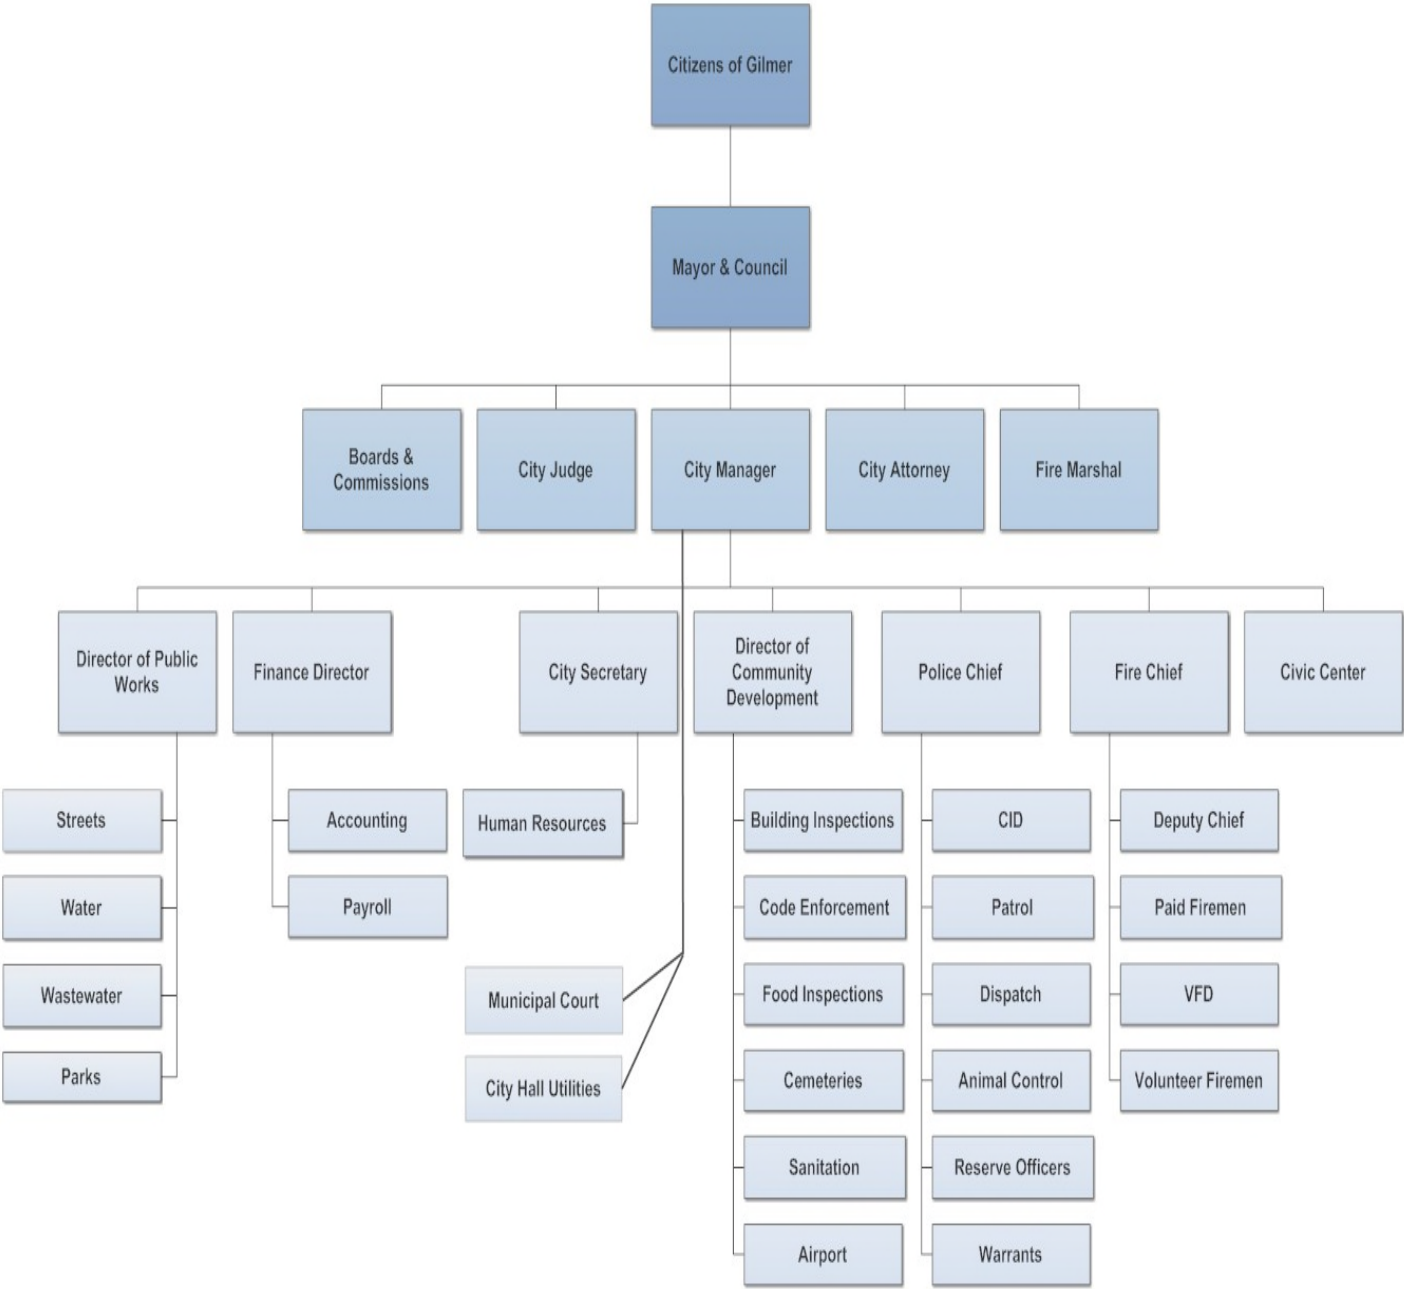 Citizens of Gilmer
Mayor & Council
Boards &
Commissions
City Judge
City Manager
City Attorney
Fire Marshal
Director of Public
Works
Finance Director
City Secretary
Director of
Community
Development
Police Chief
Fire Chief
Civic Center
Streets
Water
Wastewater
Parks
Accounting
Payroll
Human Resources
Municipal Court
City Hall Utilities
Building Inspections
Code Enforcement
Food Inspections
Cemeteries
Sanitation
Airport
CID
Patrol
Dispatch
Animal Control
Reserve Officers
Warrants
Deputy Chief
Paid Firemen
VFD
Volunteer Firemen